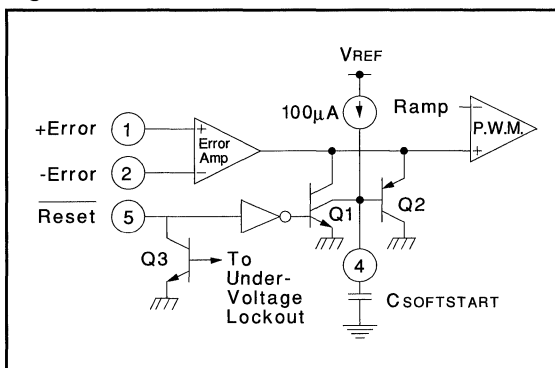 VREF
100µA
Ramp
P.W.M.
+
+Error
1
+
Error
Amp
-Error
2
-
Reset
5
Q1
Q2
Q3
To
Under-
Voltage
Lockout
4
CSOFTSTART